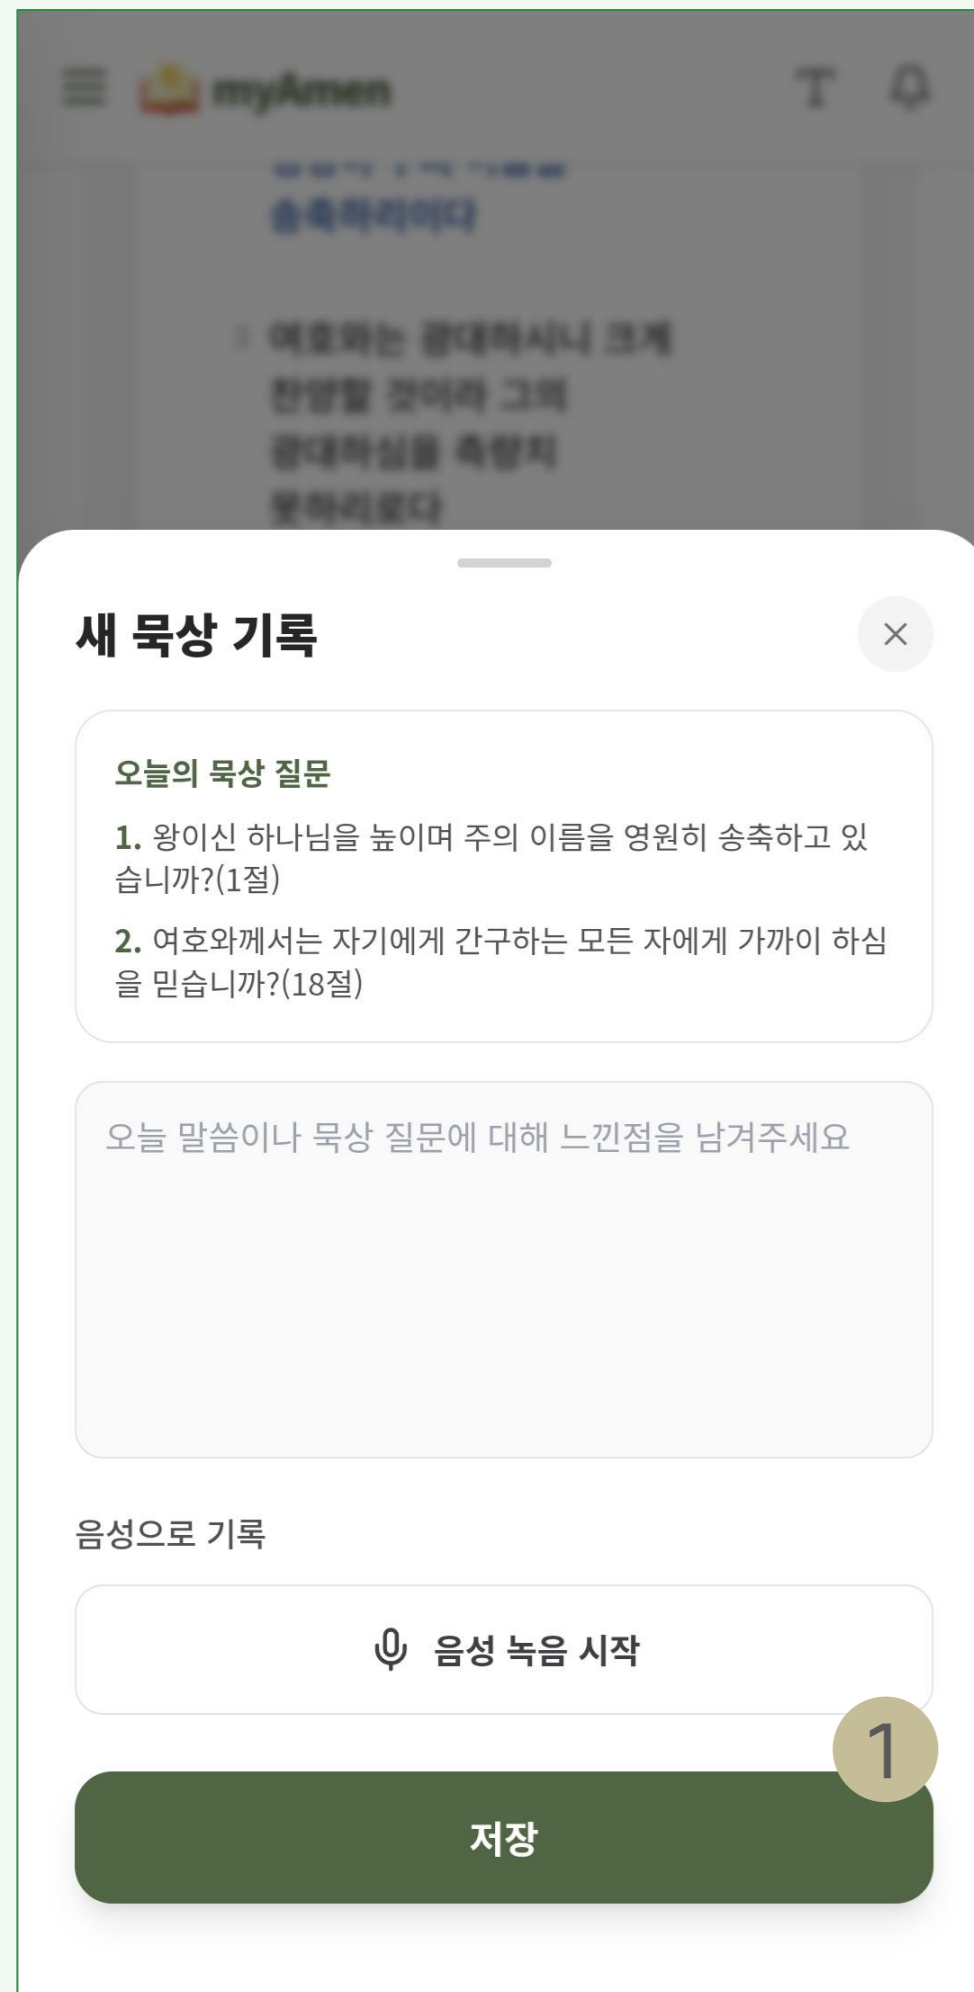 myAmen
송축하리이다
3 여호와는 광대하시니 크게
찬양할 것이라 그의
광대하심을 측량치
못하리로다
새 묵상 기록
오늘의 묵상 질문
1. 왕이신 하나님을 높이며 주의 이름을 영원히 송축하고 있
습니까?(1절)
2. 여호와께서는 자기에게 간구하는 모든 자에게 가까이 하심
을 믿습니까?(18절)
오늘 말씀이나 묵상 질문에 대해 느낀점을 남겨주세요
음성으로 기록
음성 녹음 시작
1
저장